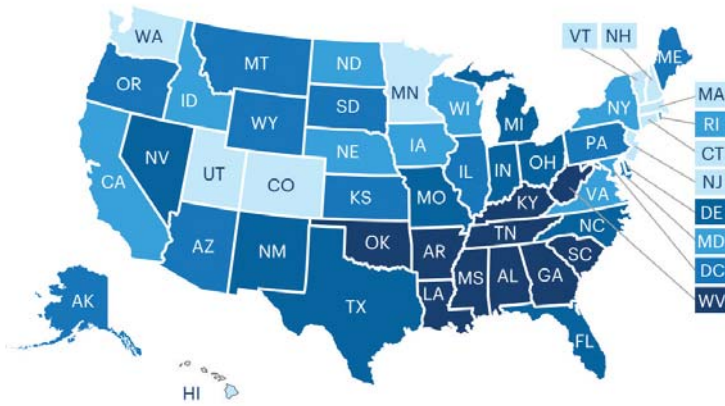 WA
VT NH
ME
MT
ND
MN
OR
ID
SD
WI
NY
MA
WY
MI
RI
IA
PA
CT
NE
NV
IL
IN
OH
NJ
UT
CO
CA
KS
MO
KY
VA
DE
NC
MD
TN
AZ
NM
OK
AR
SC
DC
MS
AL
GA
WV
LA
TX
AK
FL
HI